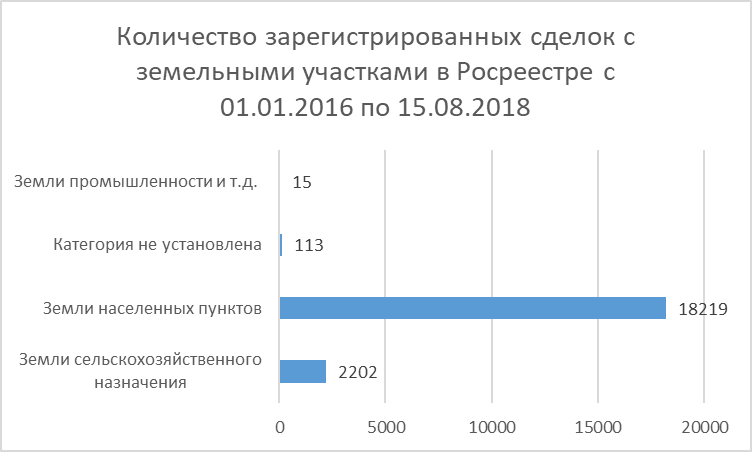 Количество зарегистрированных сделок с
земельными участками в Росреестре с
01.01.2016 по 15.08.2018
Земли промышленности и т.д.
15
Категория не установлена
113
Земли населенных пунктов
18219
Земли сельскохозяйственного
назначения
2202
0 5000 10000 15000 20000